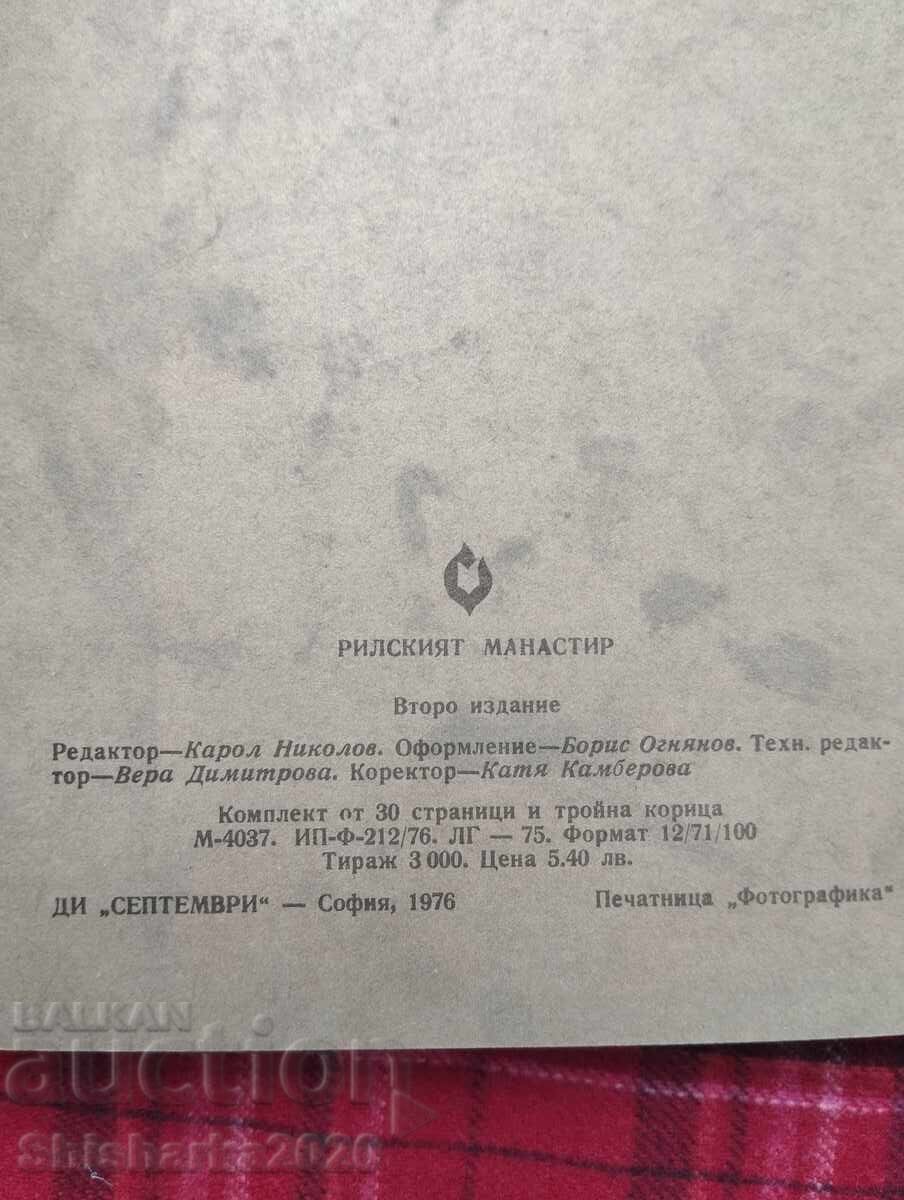 РИЛСКИЯТ МАНАСТИР
Второ издание
Редактор—Карол Николов. Оформление—Борис Огнянов. Техн. редак-
тор—Вера Димитрова. Коректор—Катя Камберова
Комплект от 30 страници и тройна корица
М-4037. ИП-Ф-212/76. ЛГ — 75. Формат 12/71/100
Тираж 3 000. Цена 5.40 лв.
ДИ „СЕПТЕМВРИ“ — София, 1976 Печатница „Фотографика“
BALKAN
auction
Shisharka2020